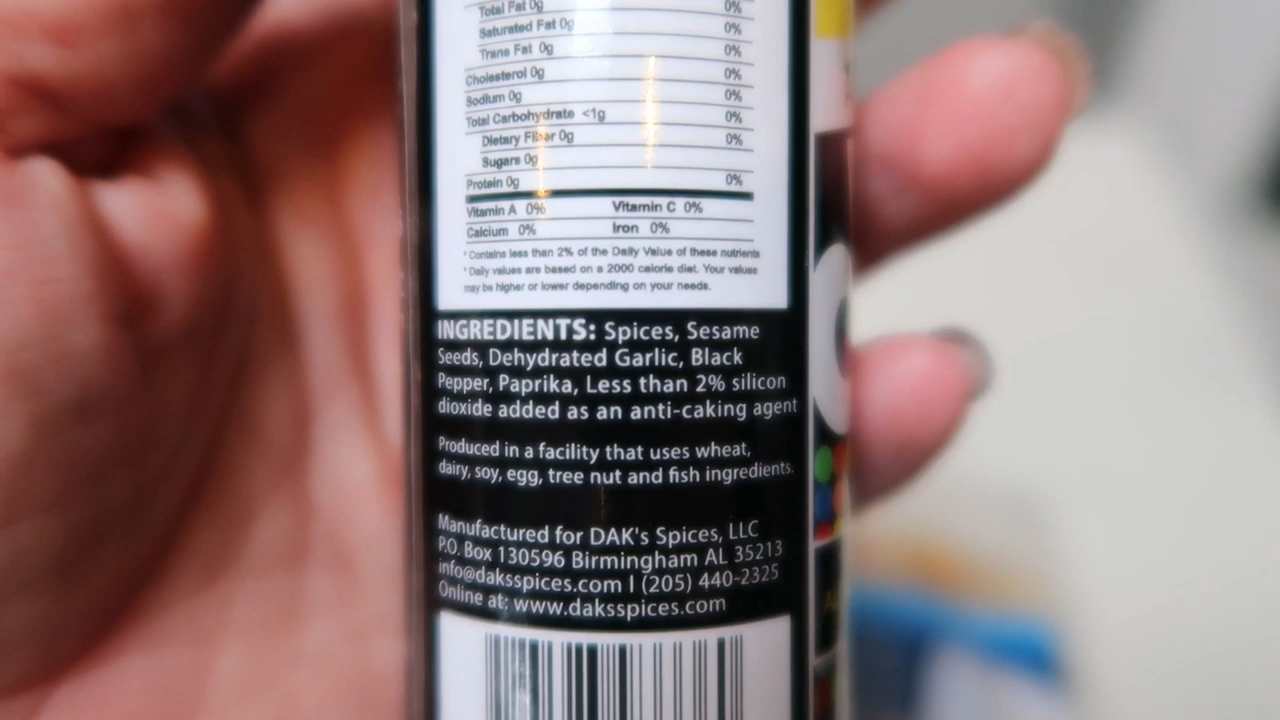 Total Fat 0g 0%
Saturated Fat 0g 0%
Trans Fat 0g 0%
Cholesterol 0g 0%
Sodium 0g 0%
Total Carbohydrate <1g 0%
Dietary Fiber 0g 0%
Sugars 0g
Protein 0g 0%
Vitamin A 0% Vitamin C 0%
Calcium 0% Iron 0%
* Contains less than 2% of the Daily Value of these nutrients
* Daily values are based on a 2000 calorie diet. Your values
may be higher or lower depending on your needs.
INGREDIENTS: Spices, Sesame
Seeds, Dehydrated Garlic, Black
Pepper, Paprika, Less than 2% silicon
dioxide added as an anti-caking agent
Produced in a facility that uses wheat,
dairy, soy, egg, tree nut and fish ingredients.
Manufactured for DAK's Spices, LLC
P.O. Box 130596 Birmingham AL 35213
info@daksspices.com | (205) 440-2325
Online at: www.daksspices.com